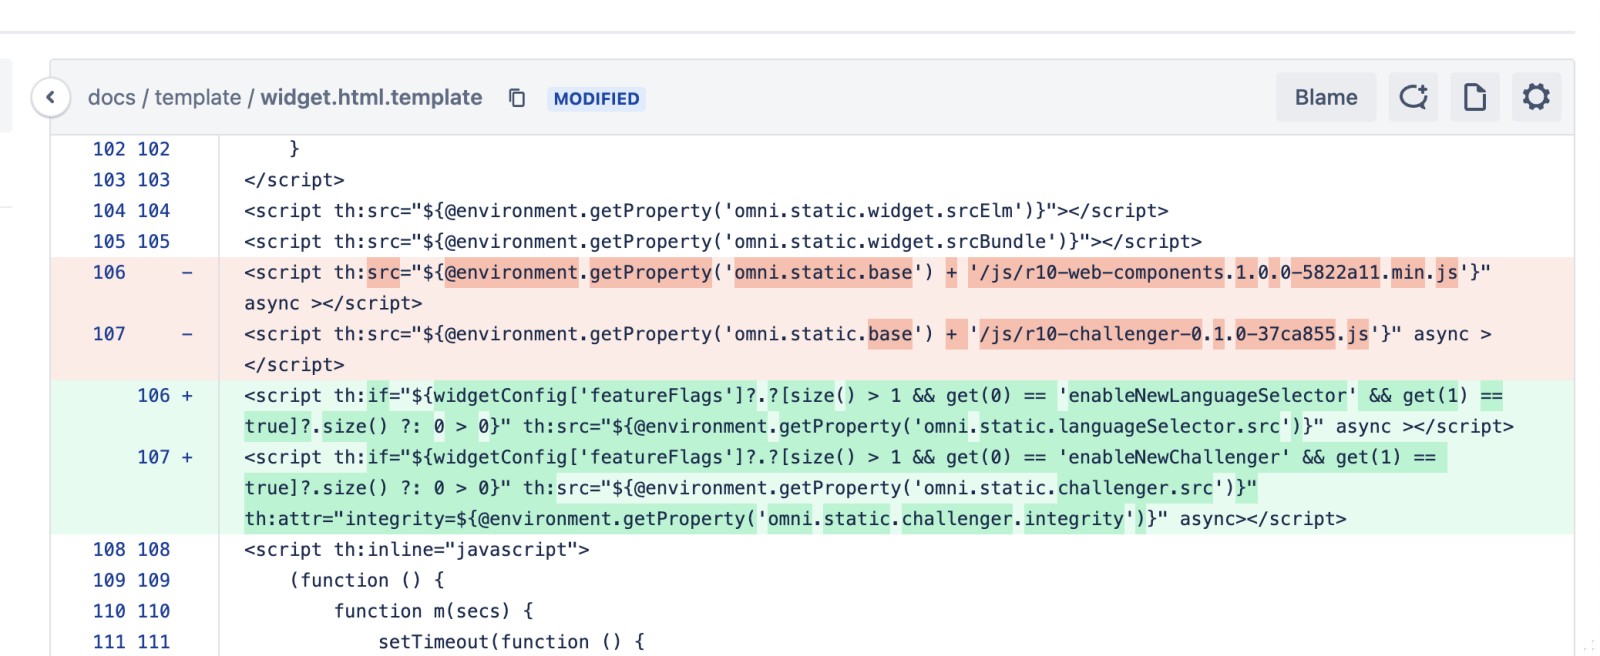 docs / template / widget.html.template MODIFIED Blame
102 102 }
103 103 </script>
104 104 <script th:src="${@environment.getProperty('omni.static.widget.srcElm')}"></script>
105 105 <script th:src="${@environment.getProperty('omni.static.widget.srcBundle')}"></script>
106 - <script th:src="${@environment.getProperty('omni.static.base') + '/js/r10-web-components.1.0.0-5822a11.min.js'}"
async ></script>
107 - <script th:src="${@environment.getProperty('omni.static.base') + '/js/r10-challenger-0.1.0-37ca855.js'}" async >
</script>
106 + <script th:if="${widgetConfig['featureFlags']?.?[size() > 1 && get(0) == 'enableNewLanguageSelector' && get(1) ==
true]?.size() ?: 0 > 0}" th:src="${@environment.getProperty('omni.static.languageSelector.src')}" async ></script>
107 + <script th:if="${widgetConfig['featureFlags']?.?[size() > 1 && get(0) == 'enableNewChallenger' && get(1) ==
true]?.size() ?: 0 > 0}" th:src="${@environment.getProperty('omni.static.challenger.src')}"
th:attr="integrity=${@environment.getProperty('omni.static.challenger.integrity')}" async></script>
108 108 <script th:inline="javascript">
109 109 (function () {
110 110 function m(secs) {
111 111 setTimeout(function () {